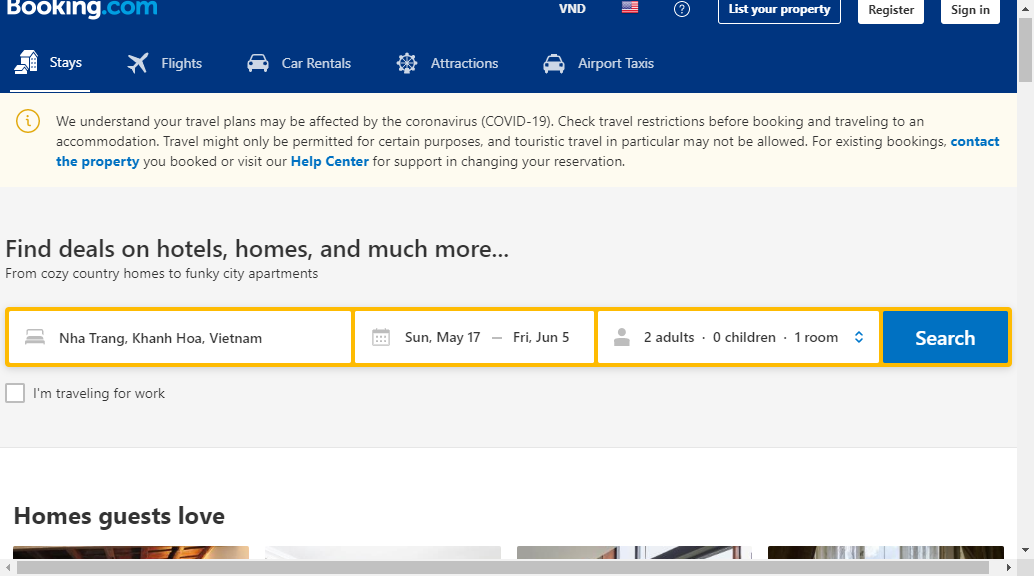 Booking.com
VND
List your property
Register
Sign in
Stays
Flights
Car Rentals
Attractions
Airport Taxis
We understand your travel plans may be affected by the coronavirus (COVID-19). Check travel restrictions before booking and traveling to an
accommodation. Travel might only be permitted for certain purposes, and touristic travel in particular may not be allowed. For existing bookings, contact
the property you booked or visit our Help Center for support in changing your reservation.
Find deals on hotels, homes, and much more...
From cozy country homes to funky city apartments
Nha Trang, Khanh Hoa, Vietnam
Sun, May 17 — Fri, Jun 5
2 adults · 0 children · 1 room
Search
I'm traveling for work
Homes guests love